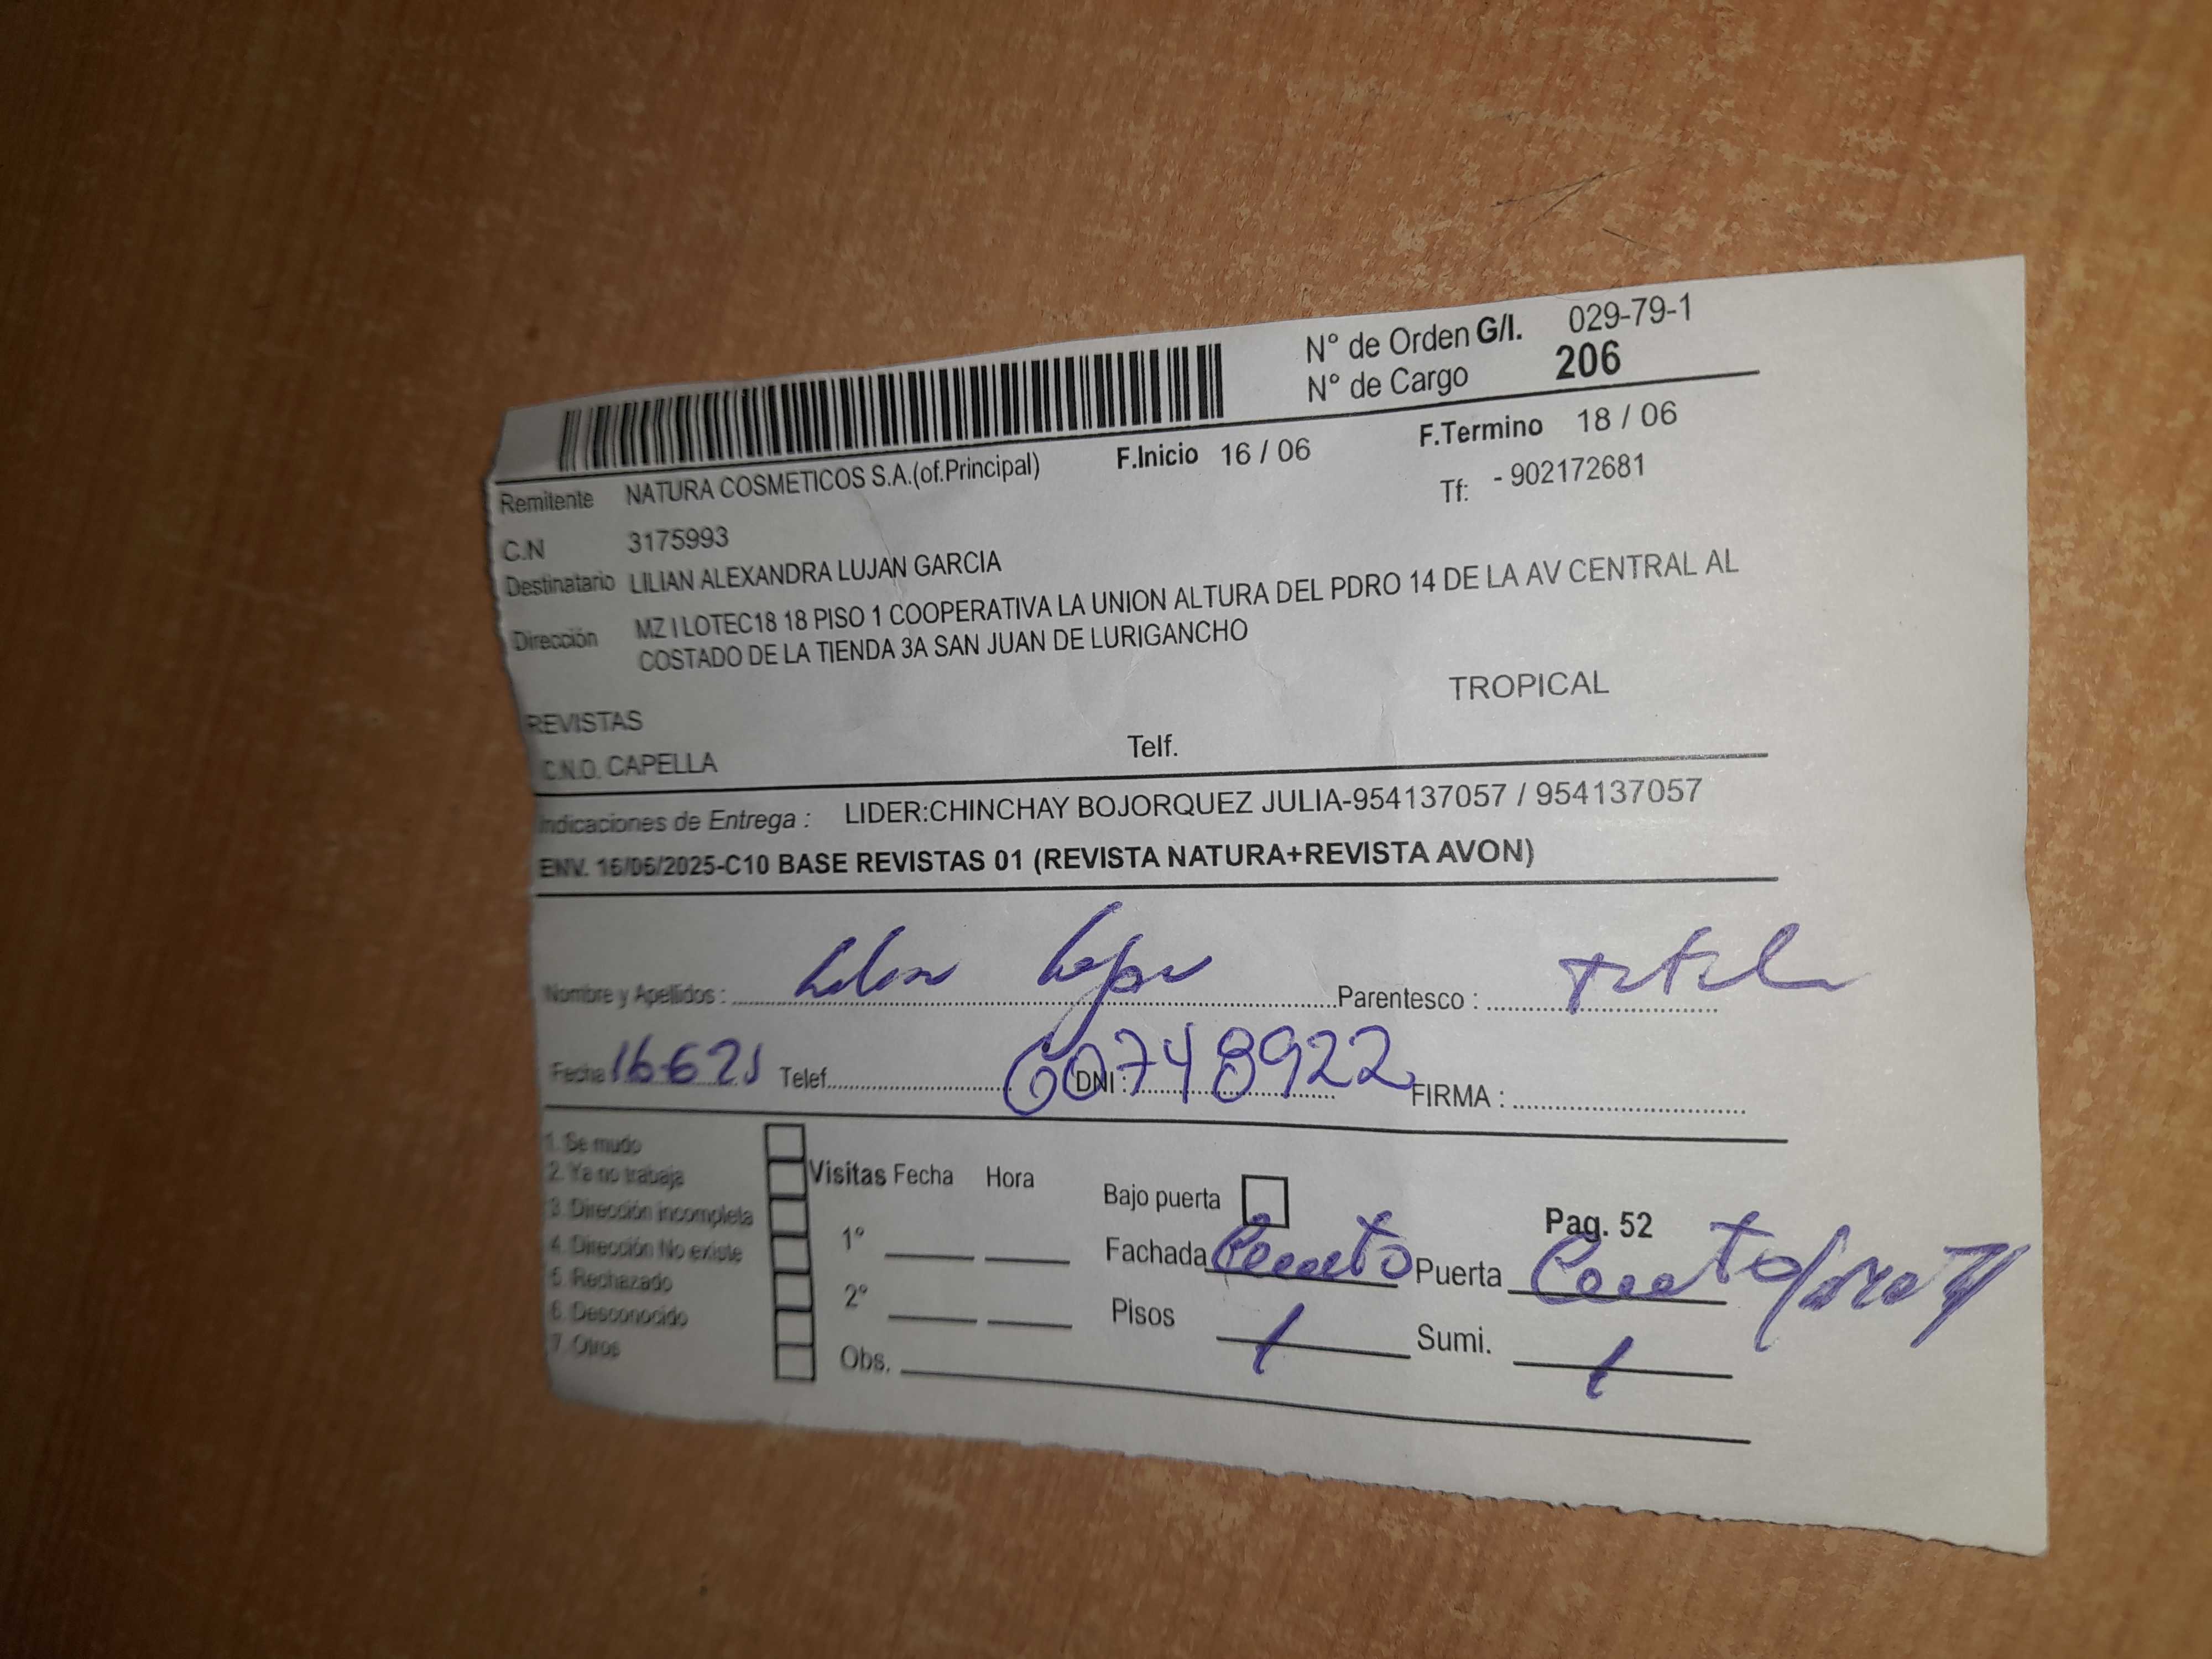 N° de Orden G/I. 029-79-1
N° de Cargo 206
Remitente NATURA COSMETICOS S.A.(of.Principal) F.Inicio 16 / 06 F.Termino 18 / 06
C.N 3175993 Tf: - 902172681
Destinatario LILIAN ALEXANDRA LUJAN GARCIA
Dirección MZ I LOTEC18 18 PISO 1 COOPERATIVA LA UNION ALTURA DEL PDRO 14 DE LA AV CENTRAL AL
COSTADO DE LA TIENDA 3A SAN JUAN DE LURIGANCHO
REVISTAS TROPICAL
C.N.O. CAPELLA Telf.
Indicaciones de Entrega : LIDER:CHINCHAY BOJORQUEZ JULIA-954137057 / 954137057
ENV. 16/06/2025-C10 BASE REVISTAS 01 (REVISTA NATURA+REVISTA AVON)
Nombre y Apellidos : Parentesco :
Fecha 16-6-25 Telef. DNI : 60748922 FIRMA :
1. Se mudo
2. Ya no trabaja
3. Dirección incompleta
4. Dirección No existe
5. Rechazado
6. Desconocido
7. Otros
Visitas Fecha Hora
1°
2°
Obs.
Bajo puerta Pag. 52
Fachada Puerta
Pisos 1 Sumi. 1